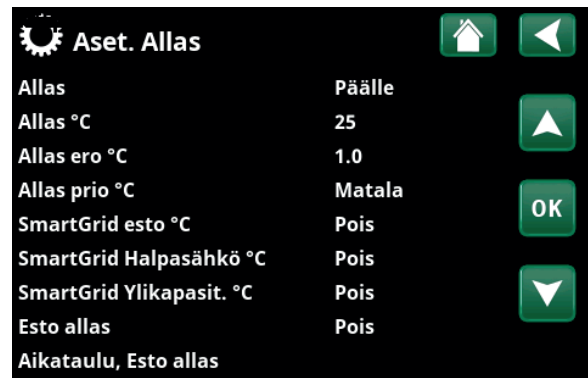 Aset. Allas
Allas Päälle
Allas °C 25
Allas ero °C 1.0
Allas prio °C Matala
SmartGrid esto °C Pois
SmartGrid Halpasähkö °C Pois
SmartGrid Ylikapasit. °C Pois
Esto allas Pois
Aikataulu, Esto allas
OK